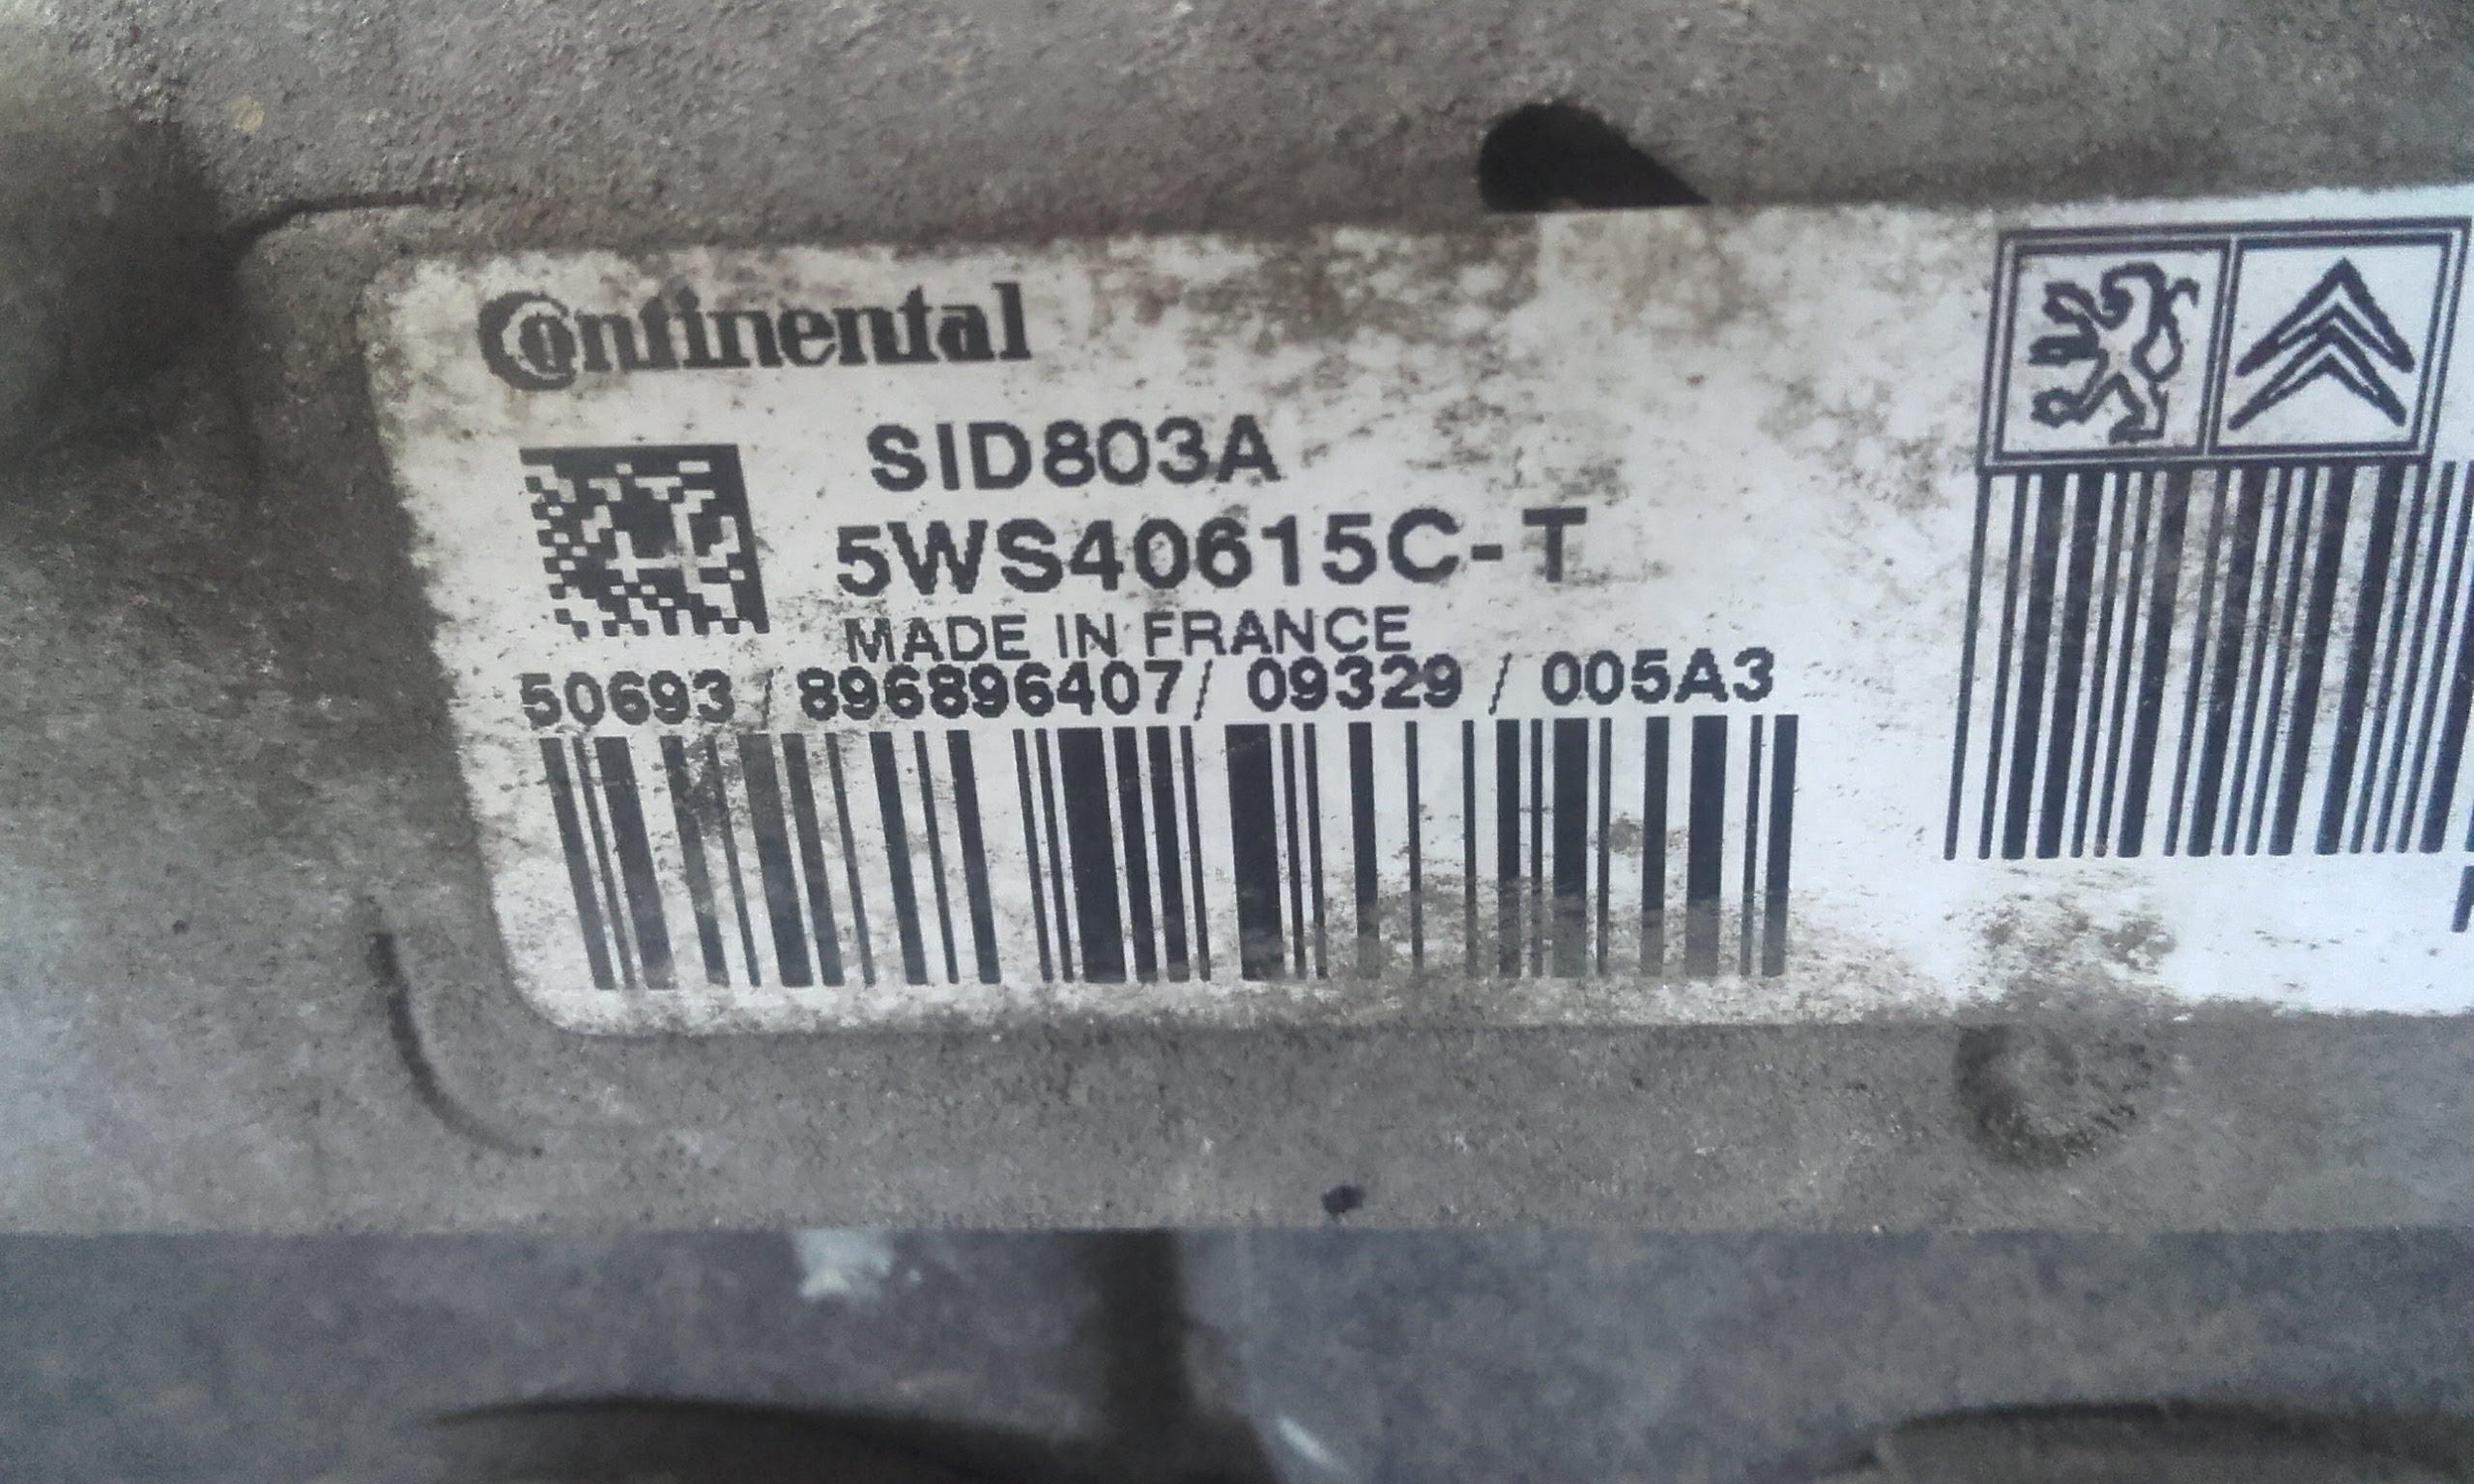 Continental
SID803A
5WS40615C-T
MADE IN FRANCE
50693 / 896896407/ 09329 / 005A3